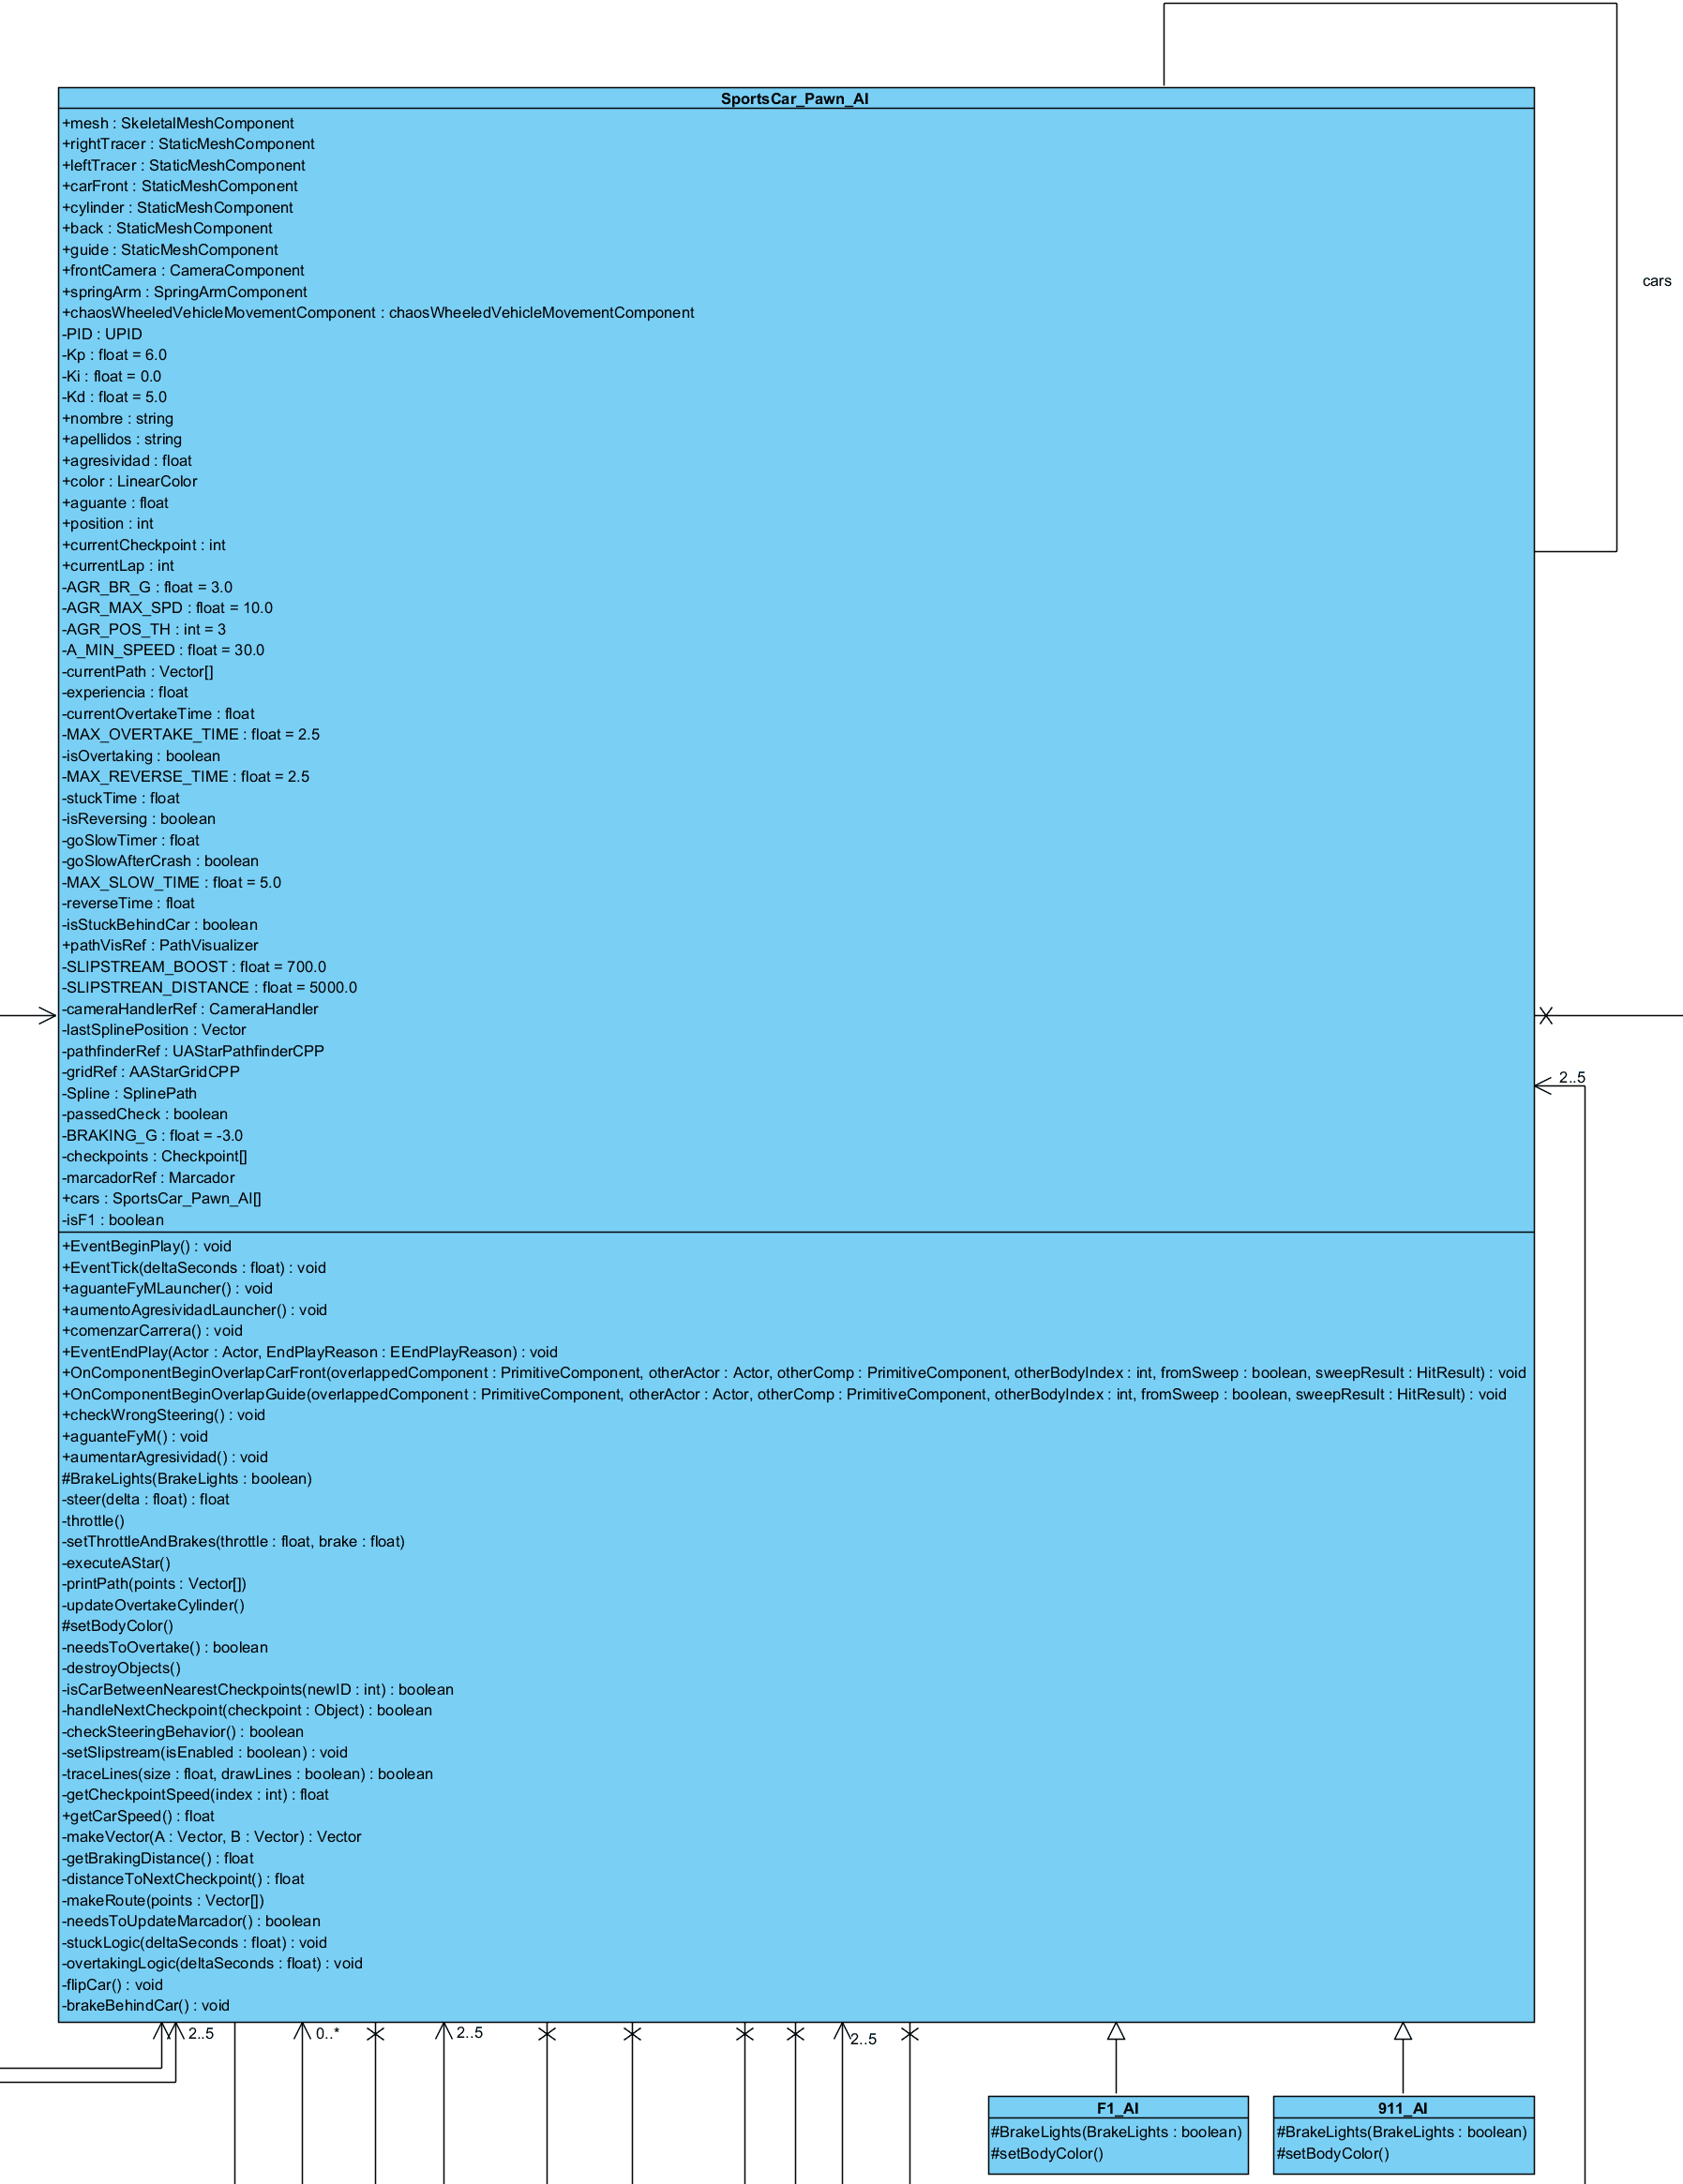 SportsCar_Pawn_AI
+mesh : SkeletalMeshComponent
+rightTracer : StaticMeshComponent
+leftTracer : StaticMeshComponent
+carFront : StaticMeshComponent
+cylinder : StaticMeshComponent
+back : StaticMeshComponent
+guide : StaticMeshComponent
+frontCamera : CameraComponent
+springArm : SpringArmComponent
+chaosWheeledVehicleMovementComponent : chaosWheeledVehicleMovementComponent
-PID : UPID
-Kp : float = 6.0
-Ki : float = 0.0
-Kd : float = 5.0
+nombre : string
+apellidos : string
+agresividad : float
+color : LinearColor
+aguante : float
+position : int
+currentCheckpoint : int
+currentLap : int
-AGR_BR_G : float = 3.0
-AGR_MAX_SPD : float = 10.0
-AGR_POS_TH : int = 3
-A_MIN_SPEED : float = 30.0
-currentPath : Vector[]
-experiencia : float
-currentOvertakeTime : float
-MAX_OVERTAKE_TIME : float = 2.5
-isOvertaking : boolean
-MAX_REVERSE_TIME : float = 2.5
-stuckTime : float
-isReversing : boolean
-goSlowTimer : float
-goSlowAfterCrash : boolean
-MAX_SLOW_TIME : float = 5.0
-reverseTime : float
-isStuckBehindCar : boolean
+pathVisRef : PathVisualizer
-SLIPSTREAM_BOOST : float = 700.0
-SLIPSTREAN_DISTANCE : float = 5000.0
-cameraHandlerRef : CameraHandler
-lastSplinePosition : Vector
-pathfinderRef : UAStarPathfinderCPP
-gridRef : AAStarGridCPP
-Spline : SplinePath
-passedCheck : boolean
-BRAKING_G : float = -3.0
-checkpoints : Checkpoint[]
-marcadorRef : Marcador
+cars : SportsCar_Pawn_AI[]
-isF1 : boolean
+EventBeginPlay() : void
+EventTick(deltaSeconds : float) : void
+aguanteFyMLauncher() : void
+aumentoAgresividadLauncher() : void
+comenzarCarrera() : void
+EventEndPlay(Actor : Actor, EndPlayReason : EEndPlayReason) : void
+OnComponentBeginOverlapCarFront(overlappedComponent : PrimitiveComponent, otherActor : Actor, otherComp : PrimitiveComponent, otherBodyIndex : int, fromSweep : boolean, sweepResult : HitResult) : void
+OnComponentBeginOverlapGuide(overlappedComponent : PrimitiveComponent, otherActor : Actor, otherComp : PrimitiveComponent, otherBodyIndex : int, fromSweep : boolean, sweepResult : HitResult) : void
+checkWrongSteering() : void
+aguanteFyM() : void
+aumentarAgresividad() : void
#BrakeLights(BrakeLights : boolean)
-steer(delta : float) : float
-throttle()
-setThrottleAndBrakes(throttle : float, brake : float)
-executeAStar()
-printPath(points : Vector[])
-updateOvertakeCylinder()
#setBodyColor()
-needsToOvertake() : boolean
-destroyObjects()
-isCarBetweenNearestCheckpoints(newID : int) : boolean
-handleNextCheckpoint(checkpoint : Object) : boolean
-checkSteeringBehavior() : boolean
-setSlipstream(isEnabled : boolean) : void
-traceLines(size : float, drawLines : boolean) : boolean
-getCheckpointSpeed(index : int) : float
+getCarSpeed() : float
-makeVector(A : Vector, B : Vector) : Vector
-getBrakingDistance() : float
-distanceToNextCheckpoint() : float
-makeRoute(points : Vector[])
-needsToUpdateMarcador() : boolean
-stuckLogic(deltaSeconds : float) : void
-overtakingLogic(deltaSeconds : float) : void
-flipCar() : void
-brakeBehindCar() : void
cars
2..5
2..5
0..*
2..5
2..5
F1_AI
#BrakeLights(BrakeLights : boolean)
#setBodyColor()
911_AI
#BrakeLights(BrakeLights : boolean)
#setBodyColor()